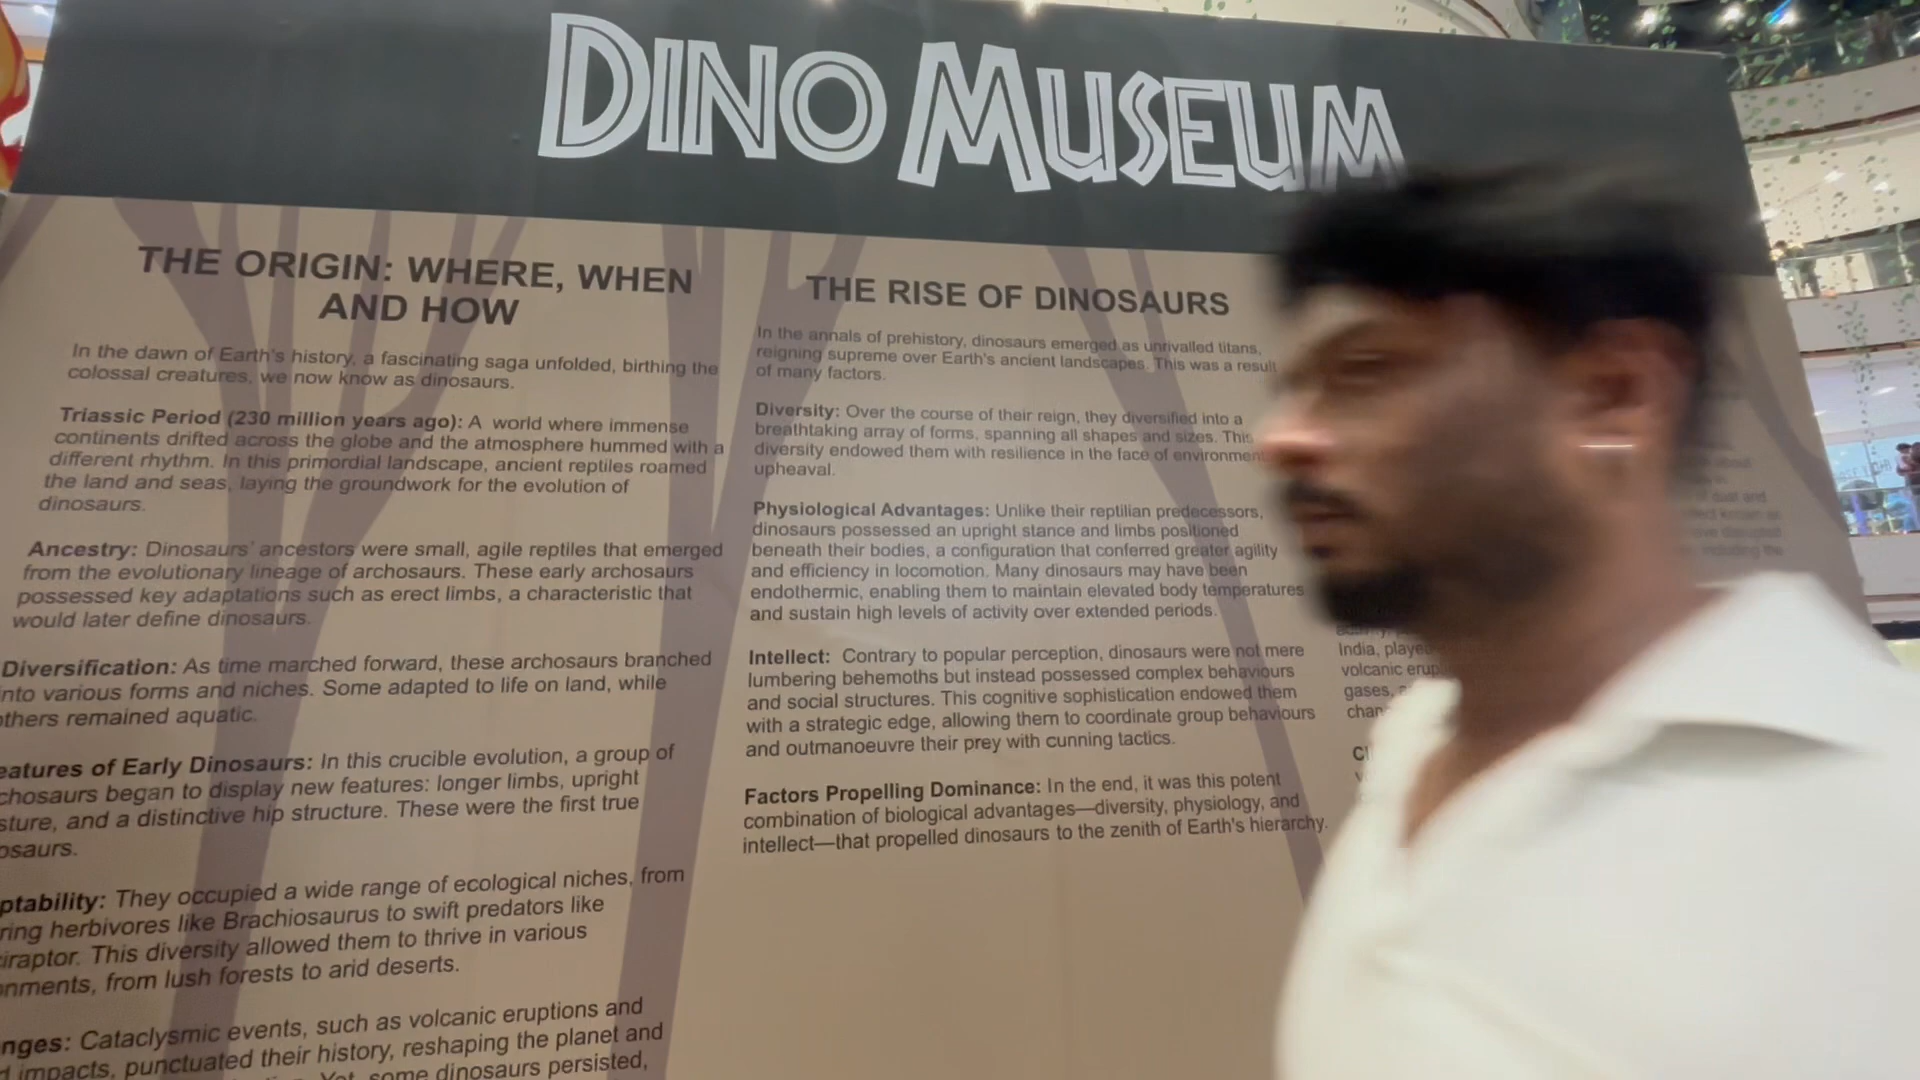 DINO MUSEUM
THE ORIGIN: WHERE, WHEN
AND HOW
In the dawn of Earth's history, a fascinating saga unfolded, birthing the
colossal creatures, we now know as dinosaurs.
Triassic Period (230 million years ago): A world where immense
continents drifted across the globe and the atmosphere hummed with a
different rhythm. In this primordial landscape, ancient reptiles roamed
the land and seas, laying the groundwork for the evolution of
dinosaurs.
Ancestry: Dinosaurs' ancestors were small, agile reptiles that emerged
from the evolutionary lineage of archosaurs. These early archosaurs
possessed key adaptations such as erect limbs, a characteristic that
would later define dinosaurs.
Diversification: As time marched forward, these archosaurs branched
into various forms and niches. Some adapted to life on land, while
others remained aquatic.
eatures of Early Dinosaurs: In this crucible evolution, a group of
chosaurs began to display new features: longer limbs, upright
sture, and a distinctive hip structure. These were the first true
osaurs.
ptability: They occupied a wide range of ecological niches, from
ring herbivores like Brachiosaurus to swift predators like
iraptor. This diversity allowed them to thrive in various
onments, from lush forests to arid deserts.
nges: Cataclysmic events, such as volcanic eruptions and
impacts, punctuated their history, reshaping the planet and
Yet, some dinosaurs persisted,
THE RISE OF DINOSAURS
In the annals of prehistory, dinosaurs emerged as unrivalled titans,
reigning supreme over Earth's ancient landscapes. This was a result
of many factors.
Diversity: Over the course of their reign, they diversified into a
breathtaking array of forms, spanning all shapes and sizes. This
diversity endowed them with resilience in the face of environmen
upheaval.
Physiological Advantages: Unlike their reptilian predecessors,
dinosaurs possessed an upright stance and limbs positioned
beneath their bodies, a configuration that conferred greater agility
and efficiency in locomotion. Many dinosaurs may have been
endothermic, enabling them to maintain elevated body temperatures
and sustain high levels of activity over extended periods.
Intellect: Contrary to popular perception, dinosaurs were not mere
lumbering behemoths but instead possessed complex behaviours
and social structures. This cognitive sophistication endowed them
with a strategic edge, allowing them to coordinate group behaviours
and outmanoeuvre their prey with cunning tactics.
Factors Propelling Dominance: In the end, it was this potent
combination of biological advantages—diversity, physiology, and
intellect—that propelled dinosaurs to the zenith of Earth's hierarchy.
India, playe
volcanic erup
gases,
chan